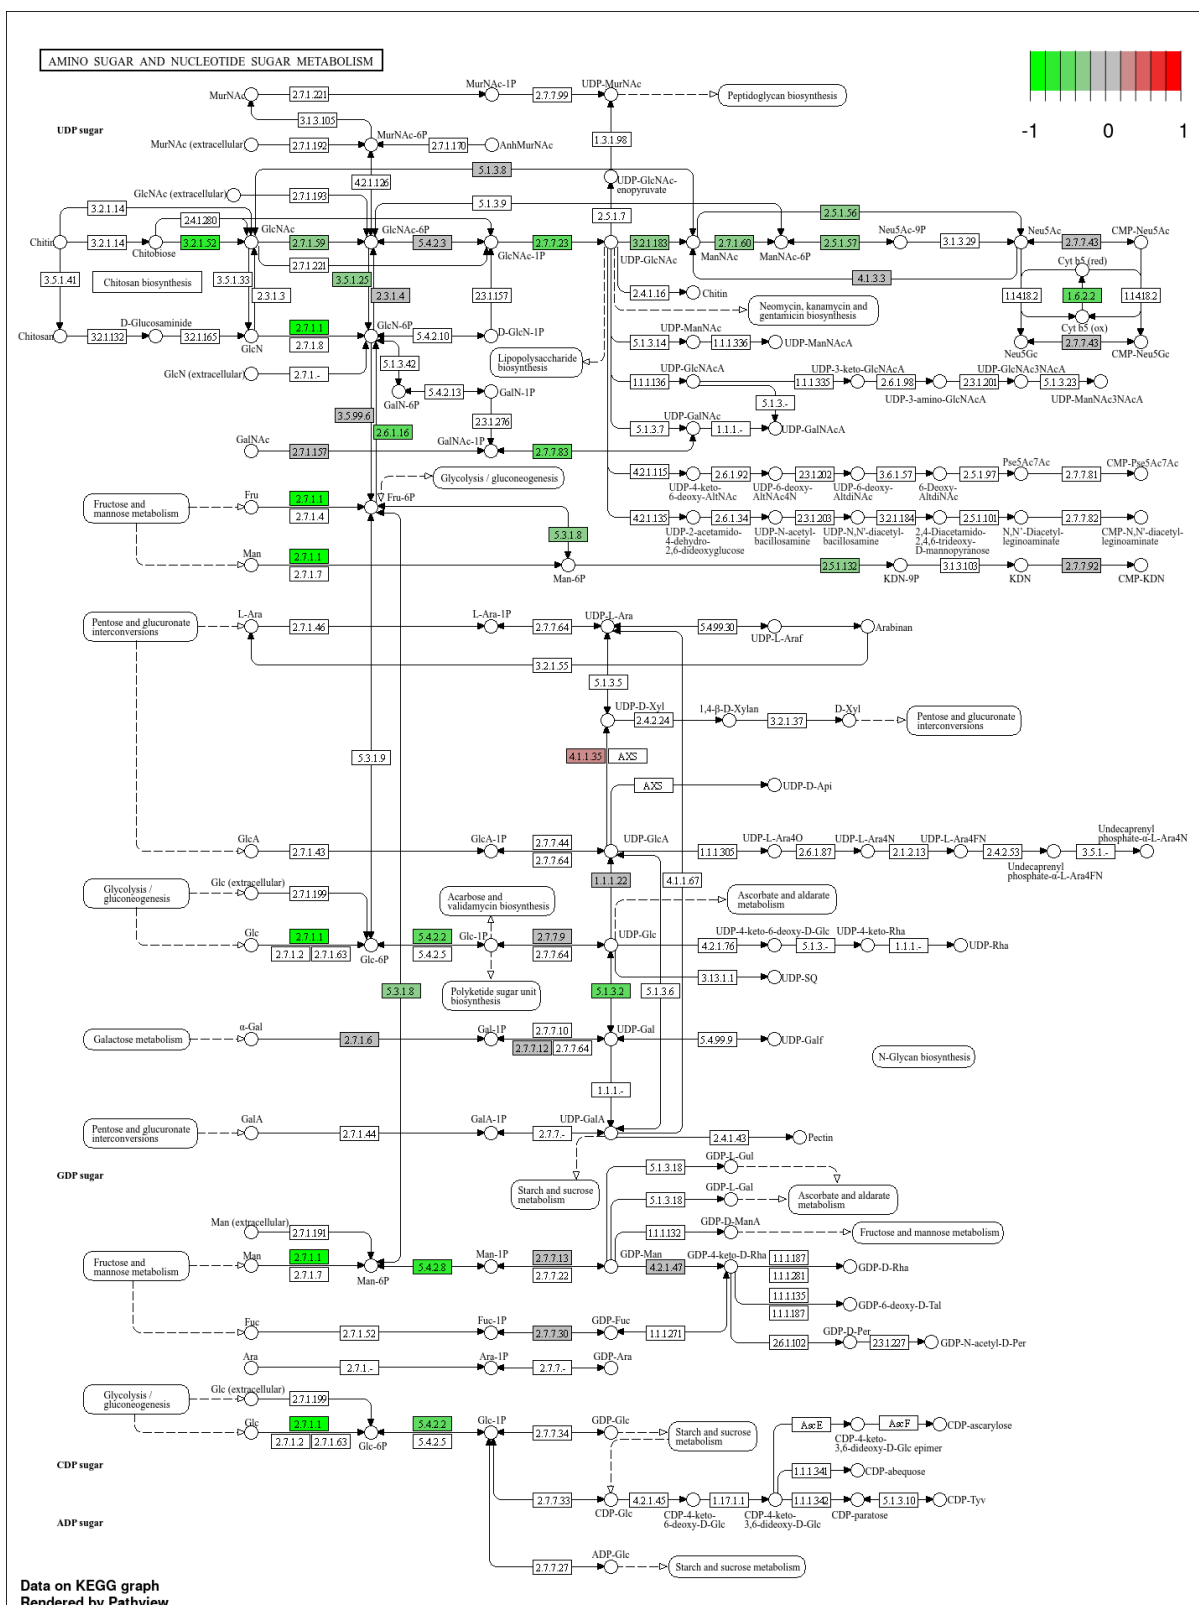 AMINO SUGAR AND NUCLEOTIDE SUGAR METABOLISM
-1 0 1
MurNAc 2.7.1.221 MurNAc-1P 2.7.7.99 UDP-MurNAc Peptidoglycan biosynthesis
UDP sugar
3.1.3.105
MurNAc-6P
MurNAc (extracellular) 2.7.1.192 2.7.1.170 AnhMurNAc 1.3.1.98
5.1.3.8
4.2.1.126 UDP-GlcNAc-
enopyruvate
GlcNAc (extracellular) 2.7.1.193
3.2.1.14 5.1.3.9 2.5.1.56
2.4.1.280 2.5.1.7
GlcNAc GlcNAc-6P Neu5Ac-9P Neu5Ac CMP-Neu5Ac
Chitin 3.2.1.14 3.2.1.52 2.7.1.59 5.4.2.3 2.7.7.23 3.2.1.183 2.7.1.60 2.5.1.57 3.1.3.29 2.7.7.43
Chitobiose GlcNAc-1P UDP-GlcNAc ManNAc ManNAc-6P
2.7.1.221 Cyt b5 (red)
3.5.1.41 Chitosan biosynthesis 3.5.1.33 3.5.1.25 4.1.3.3
2.3.1.3 2.3.1.4 2.3.1.157 2.4.1.16 Chitin 1.14.18.2 1.6.2.2 1.14.18.2
Neomycin, kanamycin and
gentamicin biosynthesis
D-Glucosaminide 2.7.1.1 GlcN-6P Cyt b5 (ox)
Chitosan 3.2.1.132 3.2.1.165 GlcN 2.7.1.8 5.4.2.10 D-GlcN-1P UDP-ManNAc 2.7.7.43
5.1.3.14 1.1.1.336 UDP-ManNAcA Neu5Gc CMP-Neu5Gc
Lipopolysaccharide
biosynthesis
5.1.3.42
GlcN (extracellular) 2.7.1.- UDP-GlcNAcA UDP-3-keto-GlcNAcA UDP-GlcNAc3NAcA
1.1.1.136 1.1.1.335 2.6.1.98 2.3.1.201 5.1.3.23
5.4.2.13 GalN-1P UDP-3-amino-GlcNAcA UDP-ManNAc3NAcA
GalN-6P 5.1.3.-
3.5.99.6 2.3.1.276 UDP-GalNAc
2.6.1.16 5.1.3.7 1.1.1.- UDP-GalNAcA
GalNAc GalNAc-1P
2.7.1.157 2.7.7.83
Glycolysis / gluconeogenesis 4.2.1.115 2.6.1.92 2.3.1.202 3.6.1.57 2.5.1.97 Pse5Ac7Ac 2.7.7.81 CMP-Pse5Ac7Ac
UDP-4-keto- UDP-6-deoxy- UDP-6-deoxy- 6-Deoxy-
6-deoxy-AltNAc AltNAc4N AltdiNAc AltdiNAc
Fructose and
mannose metabolism
Fru 2.7.1.1 Fru-6P
2.7.1.4 4.2.1.135 2.6.1.34 2.3.1.203 3.2.1.184 2.5.1.101 2.7.7.82
UDP-2-acetamido- UDP-N-acetyl- UDP-N,N'-diacetyl- 2,4-Diacetamido- N,N'-Diacetyl- CMP-N,N'-diacetyl-
4-dehydro- bacillosamine bacillosamine 2,4,6-trideoxy- leginoaminate leginoaminate
2,6-dideoxyglucose D-mannopyranose
5.3.1.8
Man 2.7.1.1
2.7.1.7 Man-6P 2.5.1.132 KDN-9P 3.1.3.103 KDN 2.7.7.92 CMP-KDN
Pentose and glucuronate
interconversions
L-Ara 2.7.1.46 L-Ara-1P 2.7.7.64 UDP-L-Ara 5.4.99.30 UDP-L-Araf Arabinan
3.2.1.55
5.1.3.5
UDP-D-Xyl 2.4.2.24 1,4-β-D-Xylan 3.2.1.37 D-Xyl Pentose and glucuronate
interconversions
5.3.1.9 4.1.1.35 AXS
AXS UDP-D-Api
GlcA 2.7.1.43 GlcA-1P 2.7.7.44 UDP-GlcA UDP-L-Ara4O UDP-L-Ara4N UDP-L-Ara4FN Undecaprenyl
phosphate-α-L-Ara4N
2.7.7.64 1.1.1.305 2.6.1.87 2.1.2.13 2.4.2.53 3.5.1.-
Undecaprenyl
phosphate-α-L-Ara4FN
1.1.1.22 4.1.1.67
Glycolysis /
gluconeogenesis
Glc (extracellular) 2.7.1.199 Acarbose and
validamycin biosynthesis
Ascorbate and aldarate
metabolism
Glc 2.7.1.1 5.4.2.2 Glc-1P 2.7.7.9 UDP-Glc UDP-4-keto-6-deoxy-D-Glc UDP-4-keto-Rha
2.7.1.2 2.7.1.63 Glc-6P 5.4.2.5 2.7.7.64 4.2.1.76 5.1.3.- 1.1.1.- UDP-Rha
3.13.1.1 UDP-SQ
5.3.1.8 Polyketide sugar unit
biosynthesis
5.1.3.2 5.1.3.6
Galactose metabolism α-Gal 2.7.1.6 Gal-1P 2.7.7.10 UDP-Gal
2.7.7.12 2.7.7.64 5.4.99.9 UDP-Galf
N-Glycan biosynthesis
1.1.1.-
Pentose and glucuronate
interconversions
GalA 2.7.1.44 GalA-1P 2.7.7.- UDP-GalA
2.4.1.43 Pectin
GDP sugar
5.1.3.18 GDP-L-Gul
Starch and sucrose
metabolism
5.1.3.18 GDP-L-Gal Ascorbate and aldarate
metabolism
Man (extracellular) 2.7.1.191 1.1.1.132 GDP-D-ManA Fructose and mannose metabolism
Fructose and
mannose metabolism
Man 2.7.1.1 Man-1P 2.7.7.13 GDP-Man GDP-4-keto-D-Rha 1.1.1.187
2.7.1.7 Man-6P 5.4.2.8 2.7.7.22 4.2.1.47 1.1.1.281 GDP-D-Rha
1.1.1.135
1.1.1.187 GDP-6-deoxy-D-Tal
Fuc 2.7.1.52 Fuc-1P 2.7.7.30 GDP-Fuc 1.1.1.271
2.6.1.102 GDP-D-Per 2.3.1.227 GDP-N-acetyl-D-Per
Ara 2.7.1.- Ara-1P 2.7.7.- GDP-Ara
Glycolysis /
gluconeogenesis
Glc (extracellular) 2.7.1.199
Glc 2.7.1.1 5.4.2.2 Glc-1P GDP-Glc
2.7.1.2 2.7.1.63 Glc-6P 5.4.2.5 2.7.7.34 Starch and sucrose
metabolism
AscE AscF CDP-ascarylose
CDP-4-keto-
3,6-dideoxy-D-Glc epimer
CDP sugar
1.1.1.341 CDP-abequose
2.7.7.33 CDP-Glc 4.2.1.45 1.17.1.1 1.1.1.342 5.1.3.10 CDP-Tyv
CDP-4-keto- CDP-4-keto- CDP-paratose
6-deoxy-D-Glc 3,6-dideoxy-D-Glc
ADP sugar
2.7.7.27 ADP-Glc Starch and sucrose metabolism
Data on KEGG graph
Rendered by Pathview